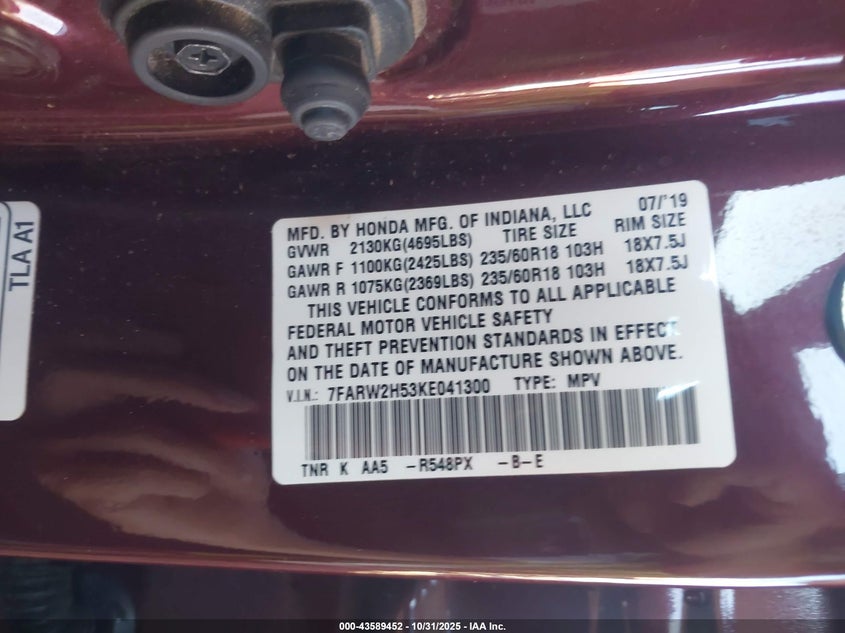 TLA A1
MFD. BY HONDA MFG. OF INDIANA, LLC 07/'19
GVWR 2130KG(4695LBS) TIRE SIZE RIM SIZE
GAWR F 1100KG(2425LBS) 235/60R18 103H 18X7.5J
GAWR R 1075KG(2369LBS) 235/60R18 103H 18X7.5J
THIS VEHICLE CONFORMS TO ALL APPLICABLE
FEDERAL MOTOR VEHICLE SAFETY
AND THEFT PREVENTION STANDARDS IN EFFECT
ON THE DATE OF MANUFACTURE SHOWN ABOVE.
V.I.N.: 7FARW2H53KE041300 TYPE: MPV
TNR K AA5 -R548PX -B-E
000-43589452 - 10/31/2025 - IAA Inc.